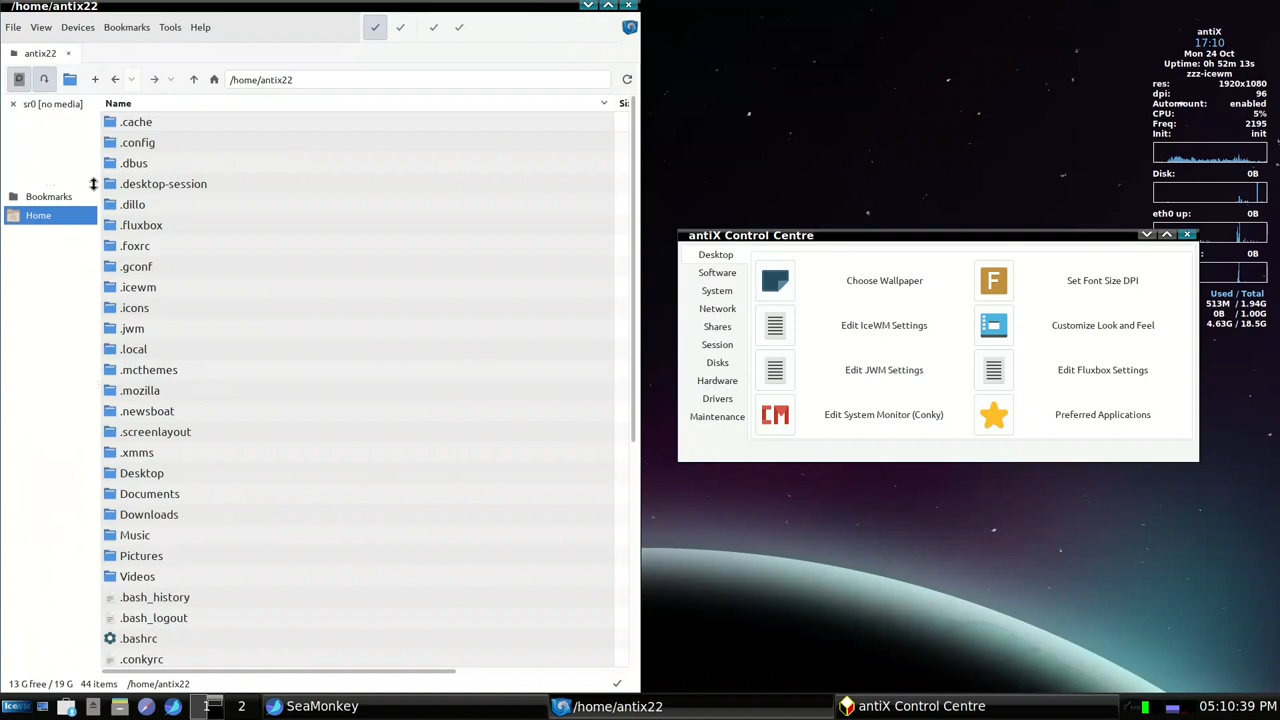 /home/antix22
File View Devices Bookmarks Tools Help
antix22
/home/antix22
sr0 [no media]
Bookmarks
Home
Name
.cache
.config
.dbus
.desktop-session
.dillo
.fluxbox
.foxrc
.gconf
.icewm
.icons
.jwm
.local
.mcthemes
.mozilla
.newsboat
.screenlayout
.xmms
Desktop
Documents
Downloads
Music
Pictures
Videos
.bash_history
.bash_logout
.bashrc
.conkyrc
13 G free / 19 G 44 items /home/antix22
antiX Control Centre
Desktop
Software
System
Network
Shares
Session
Disks
Hardware
Drivers
Maintenance
Choose Wallpaper
Set Font Size DPI
Edit IceWM Settings
Customize Look and Feel
Edit JWM Settings
Edit Fluxbox Settings
Edit System Monitor (Conky)
Preferred Applications
antiX
17:10
Mon 24 Oct
Uptime: 0h 52m 13s
zzz-icewm
res: 1920x1080
dpi: 96
Automount: enabled
CPU: 5%
Freq: 2195
Init: init
Disk: 0B
eth0 up: 0B
: 0B
Used / Total
513M / 1.94G
0B / 1.00G
4.63G / 18.5G
IceWM
1
2
SeaMonkey
/home/antix22
antiX Control Centre
05:10:39 PM